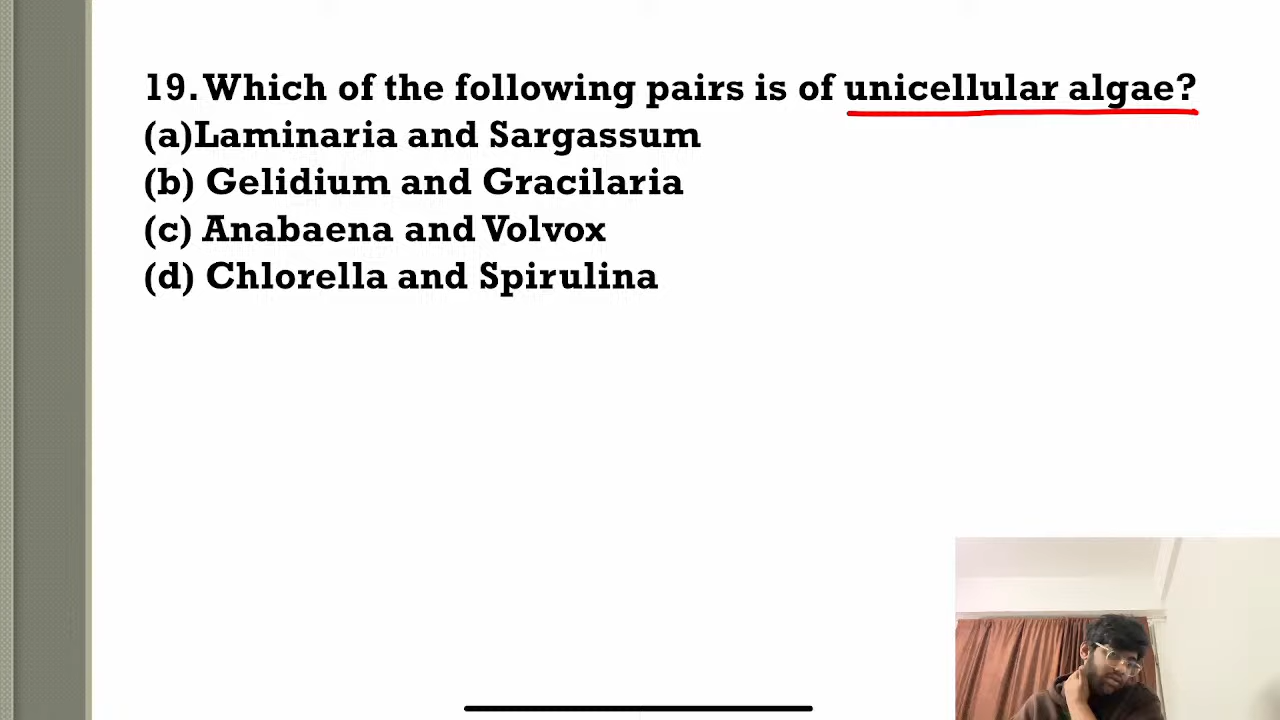 19. Which of the following pairs is of unicellular algae?
(a)Laminaria and Sargassum
(b) Gelidium and Gracilaria
(c) Anabaena and Volvox
(d) Chlorella and Spirulina